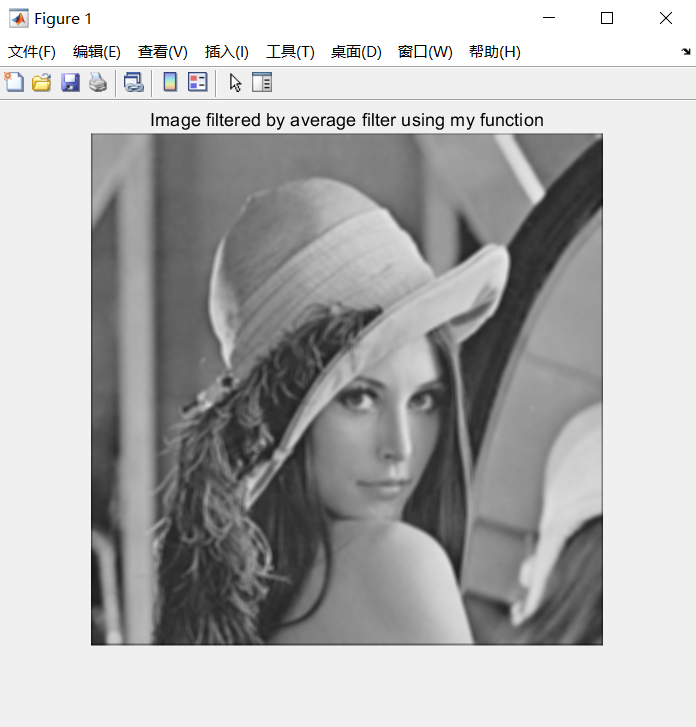 Figure 1
文件(F) 编辑(E) 查看(V) 插入(I) 工具(T) 桌面(D) 窗口(W) 帮助(H)
Image filtered by average filter using my function